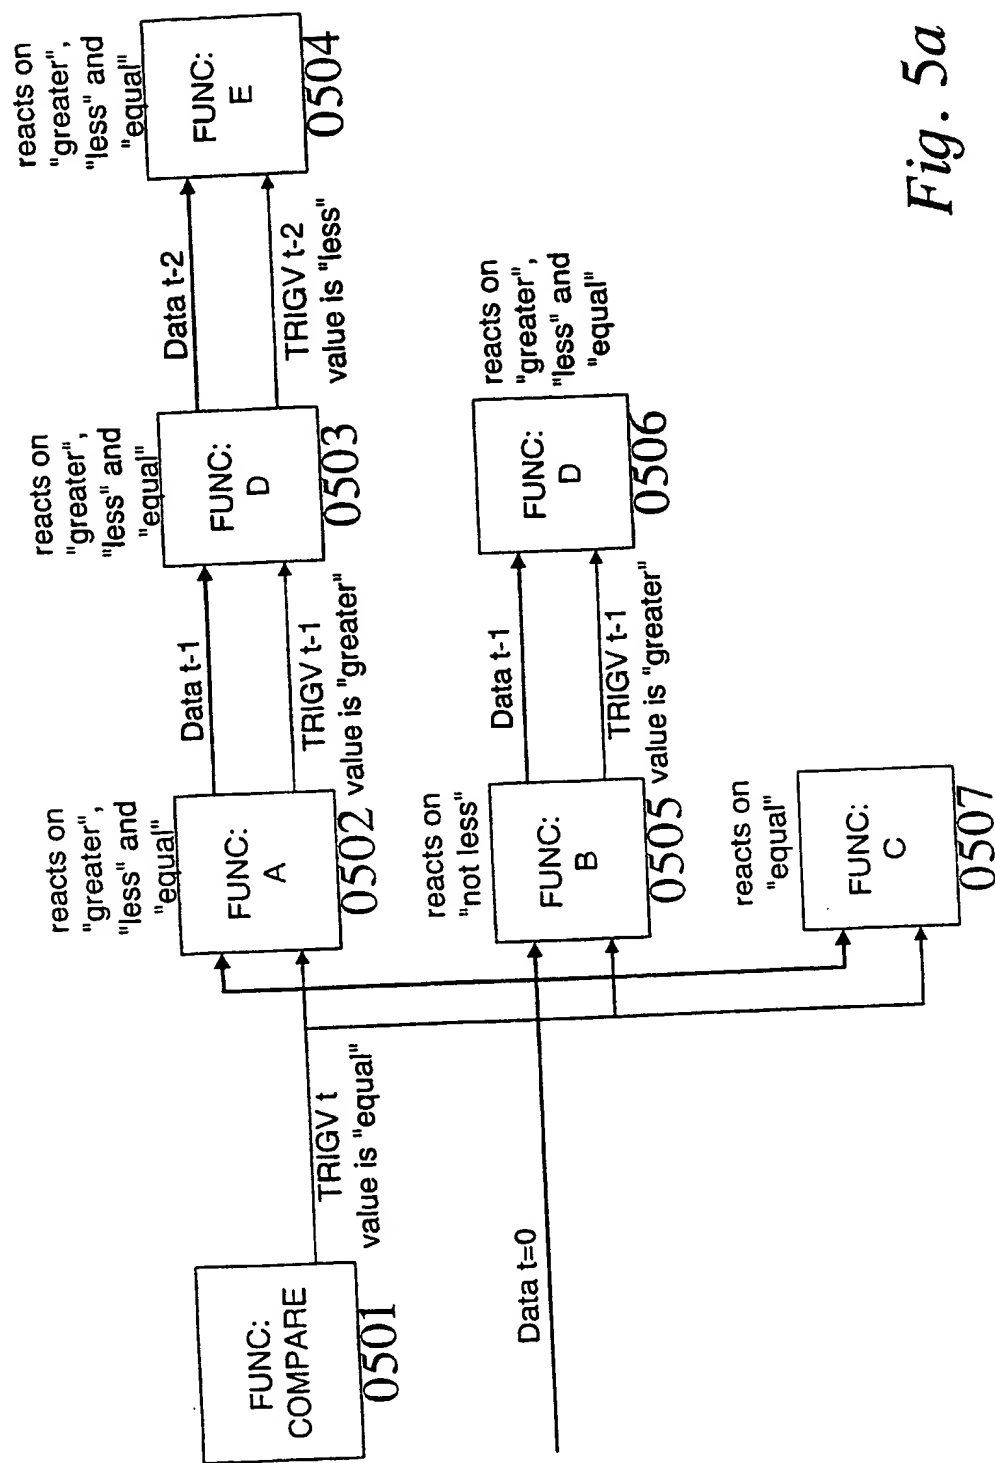 FUNC:
COMPARE
0501
TRIGV t
value is "equal"
Data t=0
reacts on
"greater",
"less" and
"equal"
FUNC:
A
0502
Data t-1
TRIGV t-1
value is "greater"
reacts on
"greater",
"less" and
"equal"
FUNC:
D
0503
Data t-2
TRIGV t-2
value is "less"
reacts on
"greater",
"less" and
"equal"
FUNC:
E
0504
reacts on
"not less"
FUNC:
B
0505
Data t-1
TRIGV t-1
value is "greater"
reacts on
"greater",
"less" and
"equal"
FUNC:
D
0506
reacts on
"equal"
FUNC:
C
0507
Fig. 5a